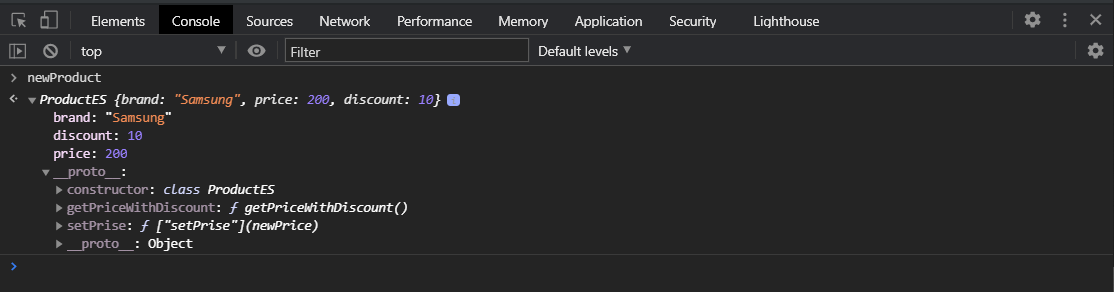 Elements Console Sources Network Performance Memory Application Security Lighthouse
top Filter Default levels
newProduct
ProductES {brand: "Samsung", price: 200, discount: 10} i
brand: "Samsung"
discount: 10
price: 200
__proto__:
constructor: class ProductES
getPriceWithDiscount: ƒ getPriceWithDiscount()
setPrise: ƒ ["setPrise"](newPrice)
__proto__: Object